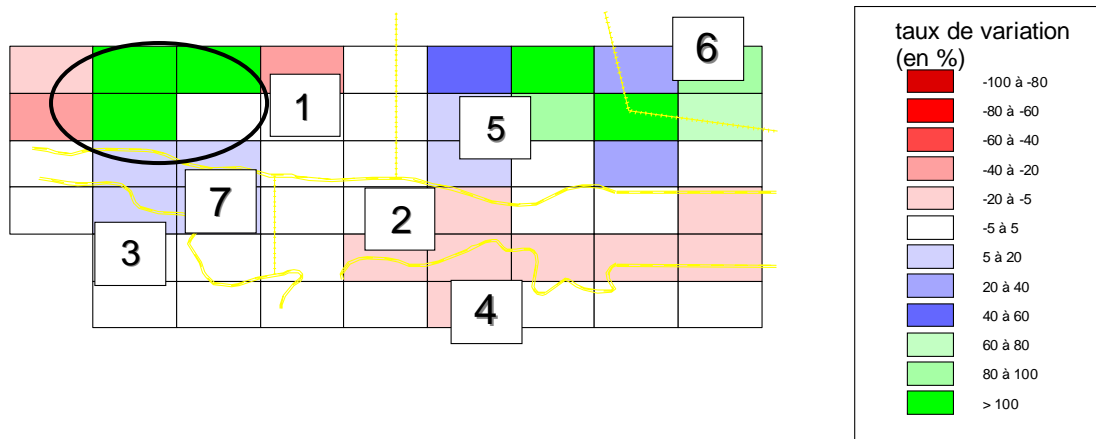 taux de variation
(en %)
-100 à -80
-80 à -60
-60 à -40
-40 à -20
-20 à -5
-5 à 5
5 à 20
20 à 40
40 à 60
60 à 80
80 à 100
> 100
6
1
5
7
2
3
4